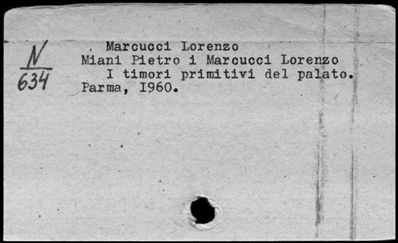 Marcucci Lorenzo
N
634
Miani Pietro i Marcucci Lorenzo
I timori primitivi del palato.
Parma, 1960.